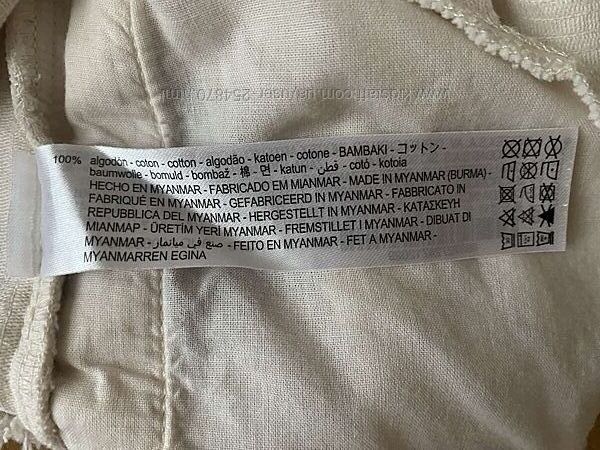 100% algodón - coton - cotton - algodão - katoen - cotone - BAMBAKI - コットン -
baumwolle - bomuld - bombaž - 棉 - 면 - katun - قطن - cotó - kotoia
HECHO EN MYANMAR - FABRICADO EM MIANMAR - MADE IN MYANMAR (BURMA) -
FABRIQUÉ EN MYANMAR - GEFABRICEERD IN MYANMAR - FABBRICATO IN
REPUBBLICA DEL MYANMAR - HERGESTELLT IN MYANMAR - ΚΑΤΑΣΚΕΥΗ
ΜΙΑΝΜΑΡ - ÜRETİM YERİ MYANMAR - FREMSTILLET I MYANMAR - DIBUAT DI
MYANMAR - صنع في ميانمار - FEITO EN MYANMAR - FET A MYANMAR -
MYANMARREN EGINA